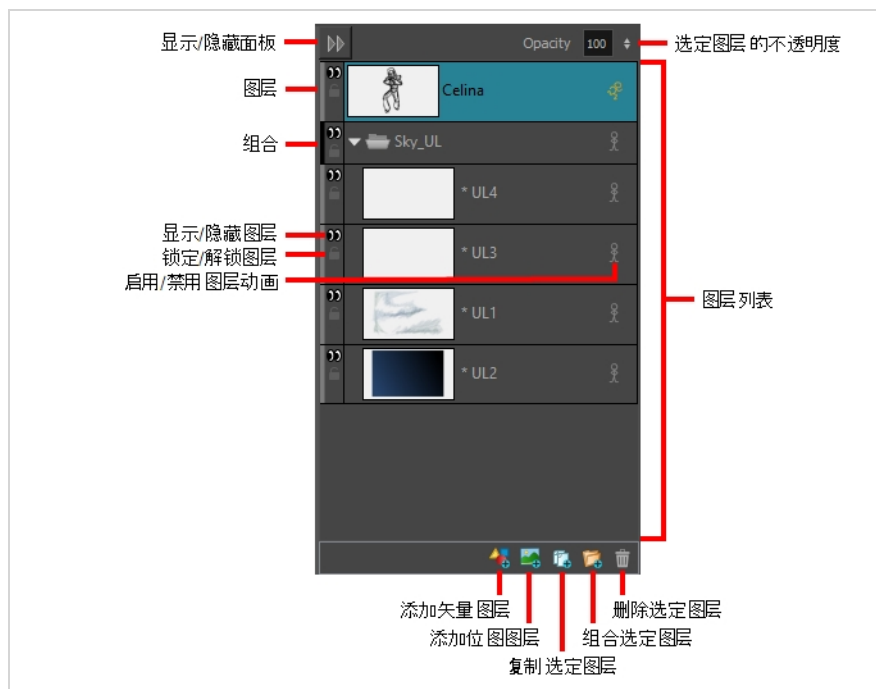 显示/隐藏面板
Opacity 100
选定图层的不透明度
图层
Celina
组合
Sky_UL
* UL4
显示/隐藏图层
锁定/解锁图层
* UL3
启用/禁用图层动画
图层列表
* UL1
* UL2
添加矢量图层
删除选定图层
添加位图图层
组合选定图层
复制选定图层